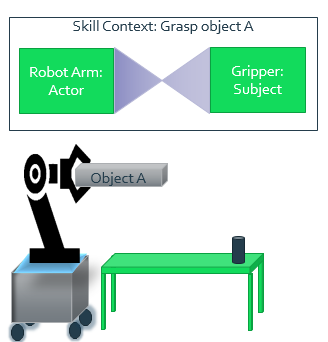 Skill Context: Grasp object A
Robot Arm:
Actor
Gripper:
Subject
Object A